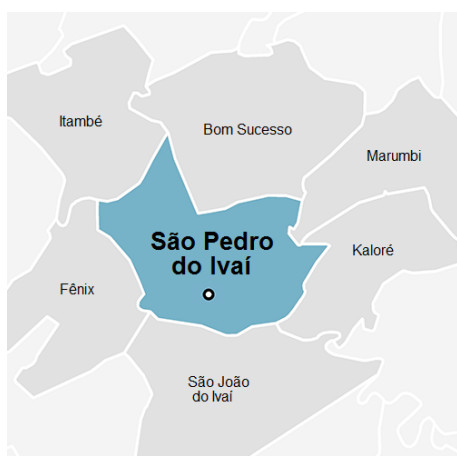 Itambé
Bom Sucesso
Marumbi
São Pedro
do Ivaí
Kaloré
Fênix
São João
do Ivaí